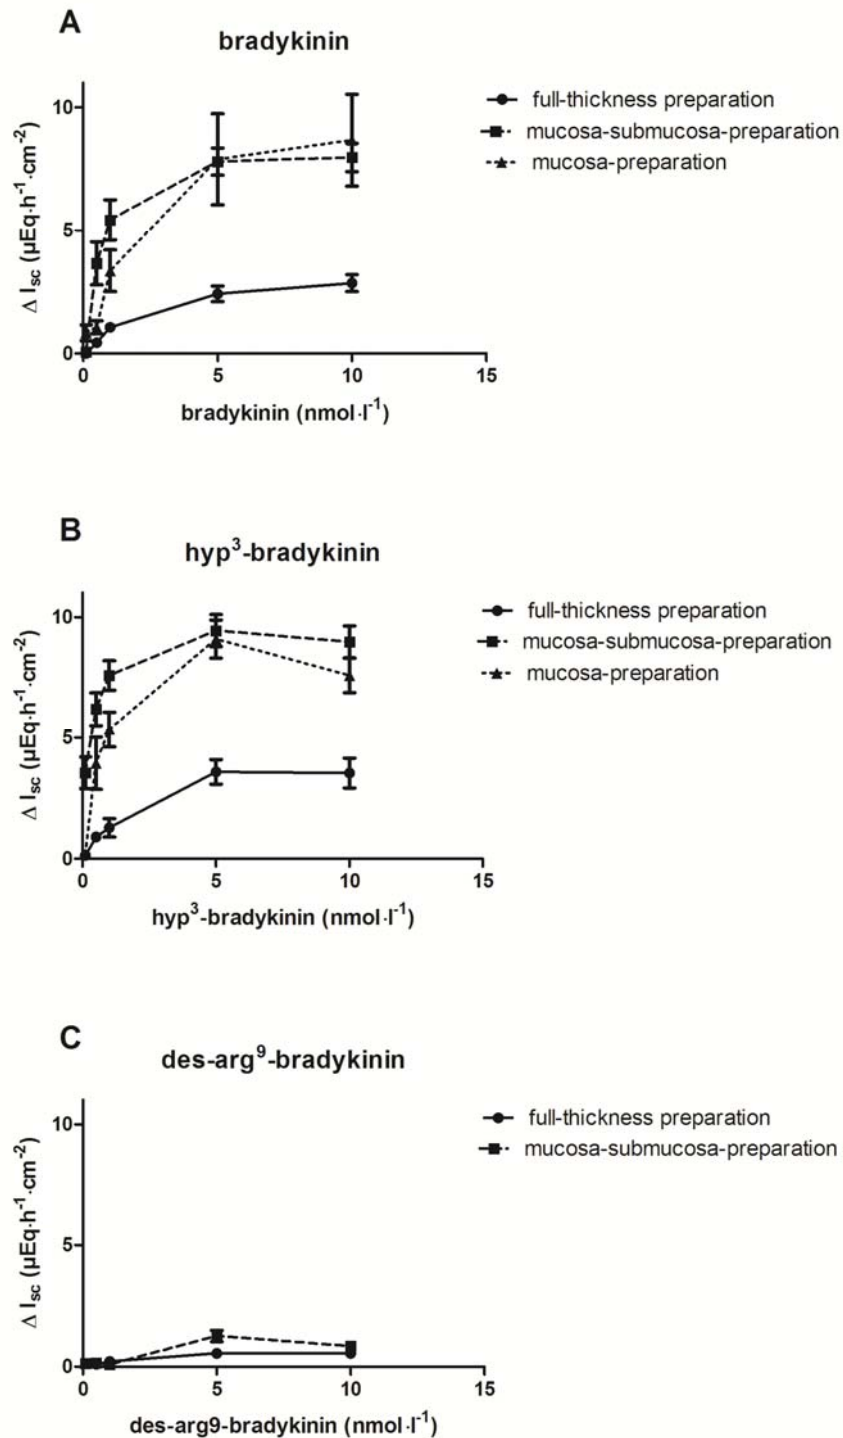 A
bradykinin
full-thickness preparation
mucosa-submucosa-preparation
mucosa-preparation
Δ Isc (µEq·h⁻¹·cm⁻²)
10
5
0
0 5 10 15
bradykinin (nmol·l⁻¹)
B
hyp³-bradykinin
full-thickness preparation
mucosa-submucosa-preparation
mucosa-preparation
Δ Isc (µEq·h⁻¹·cm⁻²)
10
5
0
0 5 10 15
hyp³-bradykinin (nmol·l⁻¹)
C
des-arg⁹-bradykinin
full-thickness preparation
mucosa-submucosa-preparation
Δ Isc (µEq·h⁻¹·cm⁻²)
10
5
0
0 5 10 15
des-arg9-bradykinin (nmol·l⁻¹)